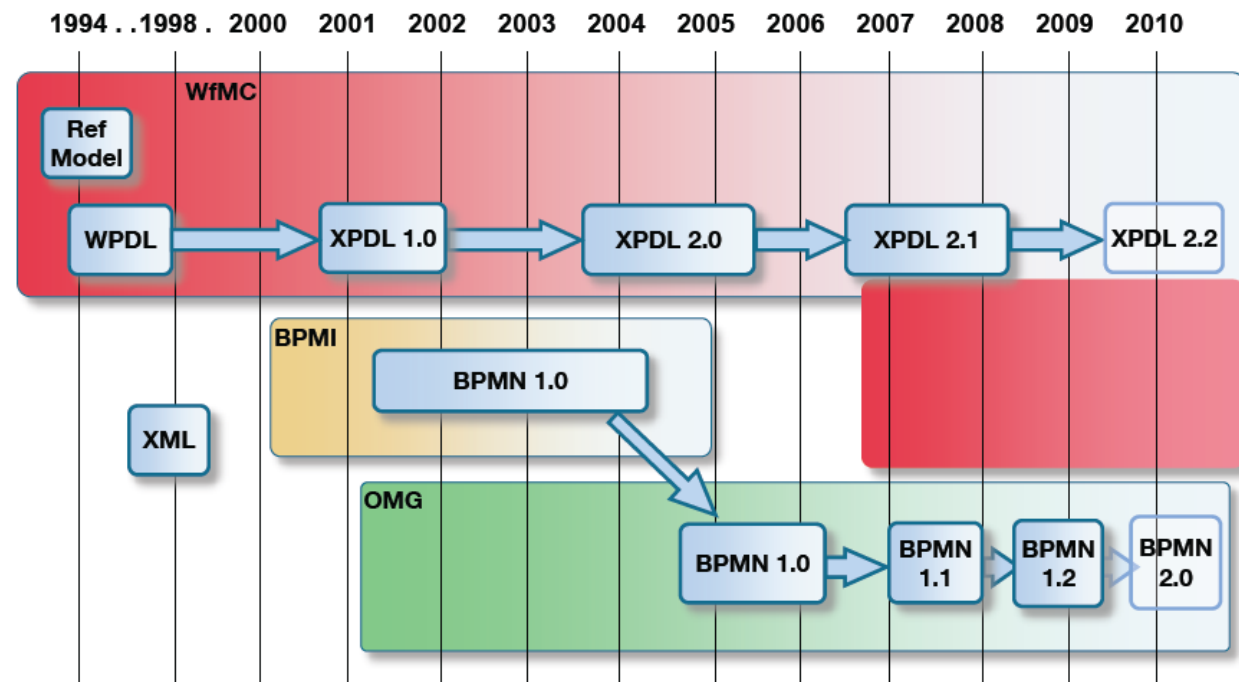 1994 . . 1998 . 2000 2001 2002 2003 2004 2005 2006 2007 2008 2009 2010
WfMC
Ref
Model
WPDL XPDL 1.0 XPDL 2.0 XPDL 2.1 XPDL 2.2
BPMI
BPMN 1.0
XML
OMG
BPMN 1.0
BPMN
1.1
BPMN
1.2
BPMN
2.0